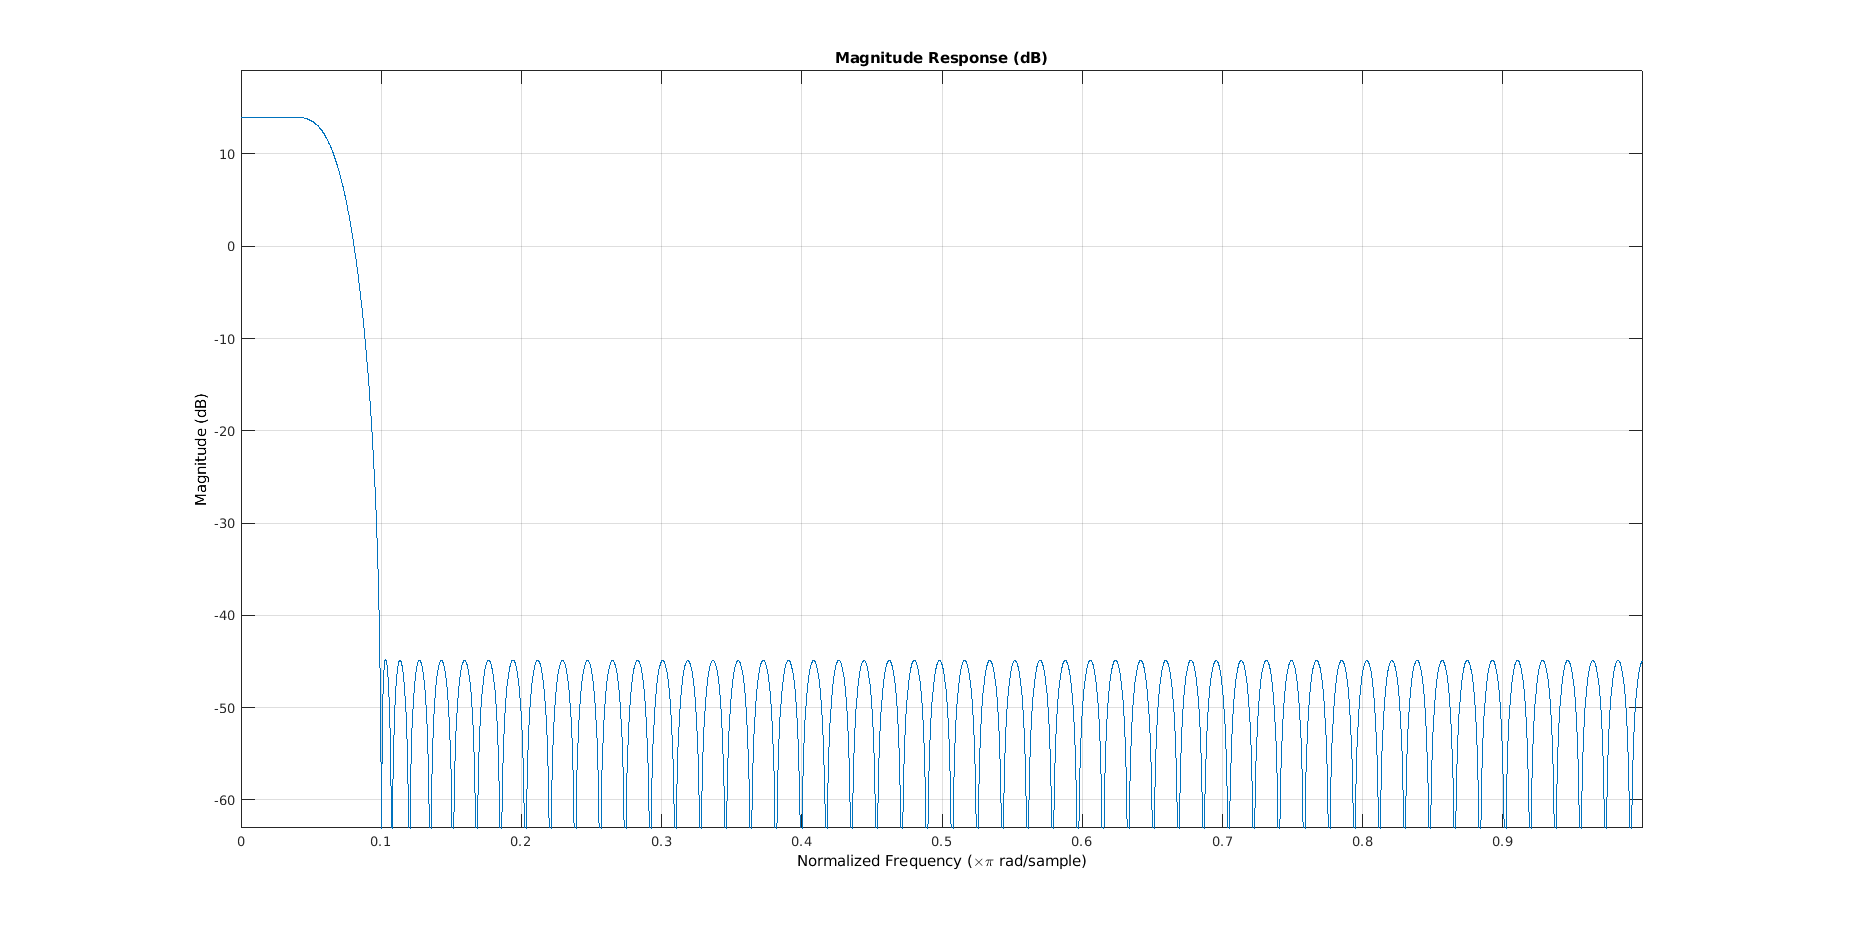 Magnitude Response (dB)
Magnitude (dB)
10
0
-10
-20
-30
-40
-50
-60
0 0.1 0.2 0.3 0.4 0.5 0.6 0.7 0.8 0.9
Normalized Frequency (×π rad/sample)